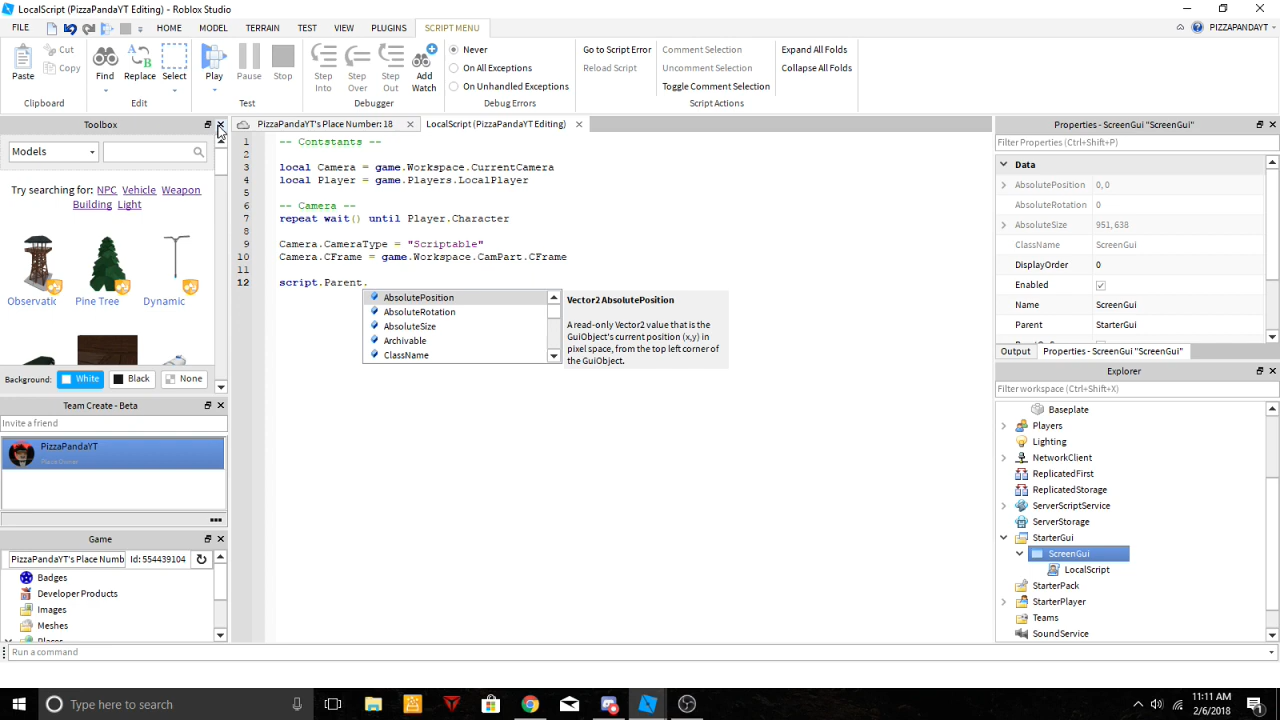 LocalScript (PizzaPandaYT Editing) - Roblox Studio
FILE HOME MODEL TERRAIN TEST VIEW PLUGINS SCRIPT MENU PIZZAPANDAYT
Paste Cut Copy Find Replace Select Play Pause Stop Step Into Step Over Step Out Add Watch
Never
On All Exceptions
On Unhandled Exceptions
Go to Script Error
Reload Script
Comment Selection
Uncomment Selection
Toggle Comment Selection
Expand All Folds
Collapse All Folds
Clipboard Edit Test Debugger Debug Errors Script Actions
Toolbox
Models
Try searching for: NPC Vehicle Weapon
Building Light
Observatic Pine Tree Dynamic
Background: White Black None
Team Create - Beta
Invite a friend
PizzaPandaYT
Place Owner
Game
PizzaPandaYT's Place Numb Id: 554439104
Badges
Developer Products
Images
Meshes
Places
PizzaPandaYT's Place Number: 18 LocalScript (PizzaPandaYT Editing)
1 -- Contstants --
2
3 local Camera = game.Workspace.CurrentCamera
4 local Player = game.Players.LocalPlayer
5
6 -- Camera --
7 repeat wait() until Player.Character
8
9 Camera.CameraType = "Scriptable"
10 Camera.CFrame = game.Workspace.CamPart.CFrame
11
12 script.Parent.
AbsolutePosition
AbsoluteRotation
AbsoluteSize
Archivable
ClassName
Vector2 AbsolutePosition
A read-only Vector2 value that is the
GuiObject's current position (x,y) in
pixel space, from the top left corner of
the GuiObject.
Properties - ScreenGui "ScreenGui"
Filter Properties (Ctrl+Shift+P)
Data
AbsolutePosition 0, 0
AbsoluteRotation 0
AbsoluteSize 951, 638
ClassName ScreenGui
DisplayOrder 0
Enabled
Name ScreenGui
Parent StarterGui
Output Properties - ScreenGui "ScreenGui"
Explorer
Filter workspace (Ctrl+Shift+X)
Baseplate
Players
Lighting
NetworkClient
ReplicatedFirst
ReplicatedStorage
ServerScriptService
ServerStorage
StarterGui
ScreenGui
LocalScript
StarterPack
StarterPlayer
Teams
SoundService
Run a command
Type here to search
11:11 AM
2/6/2018
1